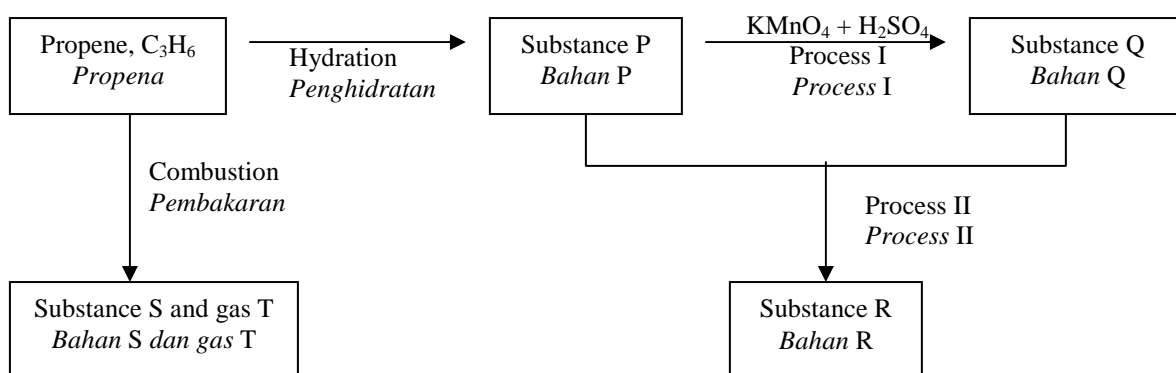 Propene, C₃H₆
Propena
Hydration
Penghidratan
Substance P
Bahan P
KMnO₄ + H₂SO₄
Process I
Process I
Substance Q
Bahan Q
Combustion
Pembakaran
Process II
Process II
Substance S and gas T
Bahan S dan gas T
Substance R
Bahan R